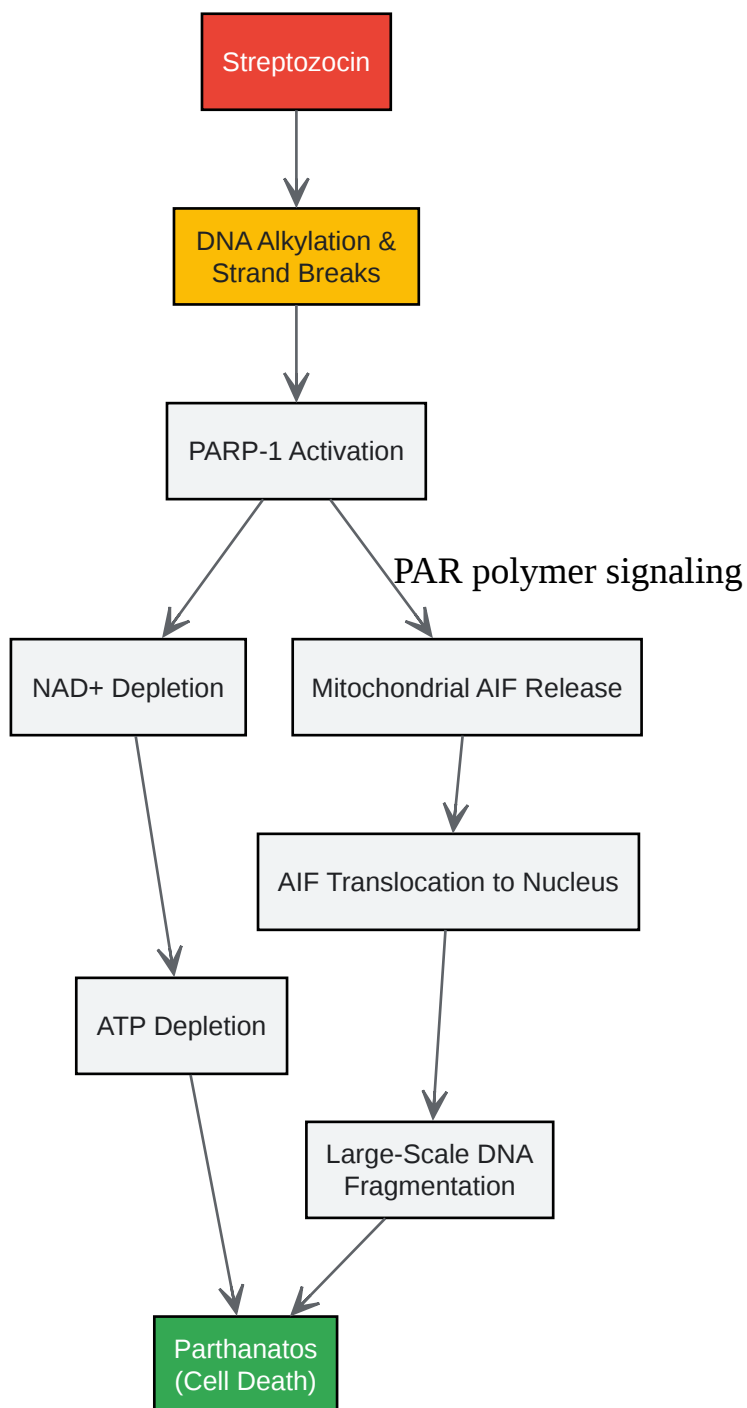 Streptozocin
DNA Alkylation &
Strand Breaks
PARP-1 Activation
PAR polymer signaling
NAD+ Depletion
Mitochondrial AIF Release
AIF Translocation to Nucleus
ATP Depletion
Large-Scale DNA
Fragmentation
Parthanatos
(Cell Death)